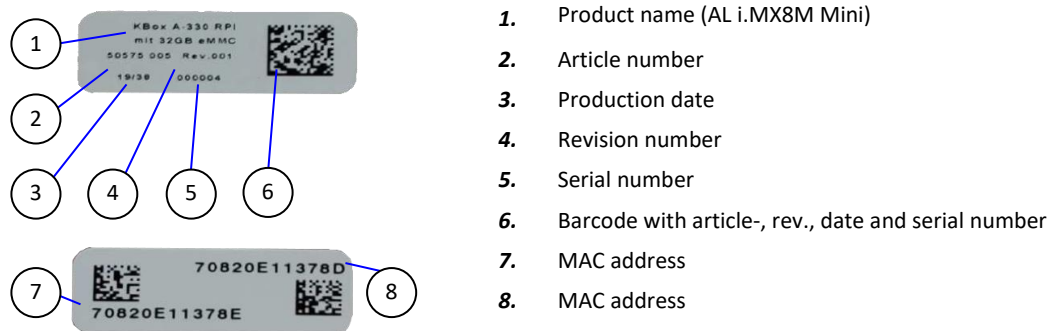 KBox A-330 RPI
mit 32GB eMMC
50575 005 Rev.001
19/38 000004
1
2
3
4
5
6
70820E11378D
70820E11378E
7
8
1. Product name (AL i.MX8M Mini)
2. Article number
3. Production date
4. Revision number
5. Serial number
6. Barcode with article-, rev., date and serial number
7. MAC address
8. MAC address